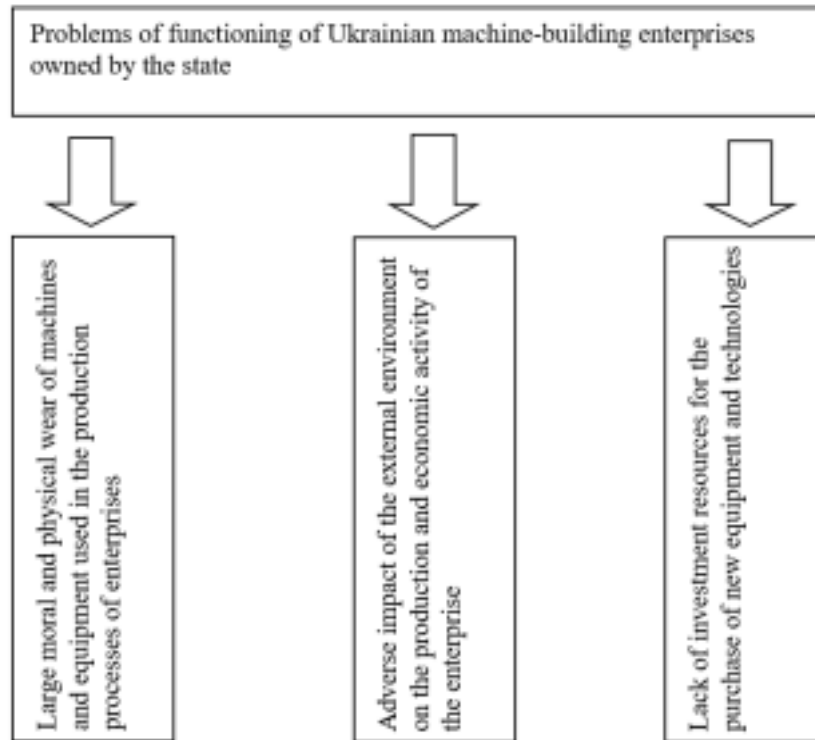 Problems of functioning of Ukrainian machine-building enterprises
owned by the state
Large moral and physical wear of machines
and equipment used in the production
processes of enterprises
Adverse impact of the external environment
on the production and economic activity of
the enterprise
Lack of investment resources for the
purchase of new equipment and technologies